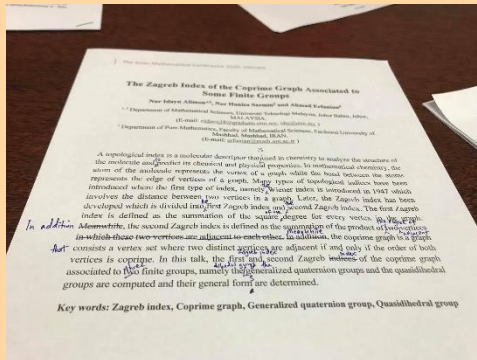 The Zagreb Index of the Coprime Graph Associated to
Some Finite Groups
Nur Idayu Alimon, Nor Haniza Sarmin and Ahmad Erfanian
Department of Mathematical Sciences, Universiti Teknologi Malaysia, Johor Bahru, Johor,
MALAYSIA.
Department of Pure Mathematics, Faculty of Mathematical Sciences, Ferdowsi University of
Mashhad, Mashhad, IRAN.
A topological index is a molecular descriptor in chemistry to analyze the structure of
the molecule and predict its chemical and physical properties. In mathematical chemistry, the
atom of the molecule represents the vertex of a graph while the bond between the atoms
represents the edge of vertices of a graph. Many types of topological indices have been
introduced where the first type of index, namely Wiener index is introduced in 1947 which
involves the distance between two vertices in a graph. Later, the Zagreb index has been
developed which is divided into first Zagreb index and second Zagreb index. The first Zagreb
index is defined as the summation of the square degree for every vertex in the graph.
In addition Meanwhile, the second Zagreb index is defined as the summation of the product of two vertices
in which these two vertices are adjacent to each other. In addition, the coprime graph is a graph
that consists a vertex set where two distinct vertices are adjacent if and only if the order of both
vertices is coprime. In this talk, the first and second Zagreb indices of the coprime graph
associated to two finite groups, namely the generalized quaternion groups and the quasidihedral
groups are computed and their general form are determined.
Key words: Zagreb index, Coprime graph, Generalized quaternion group, Quasidihedral group